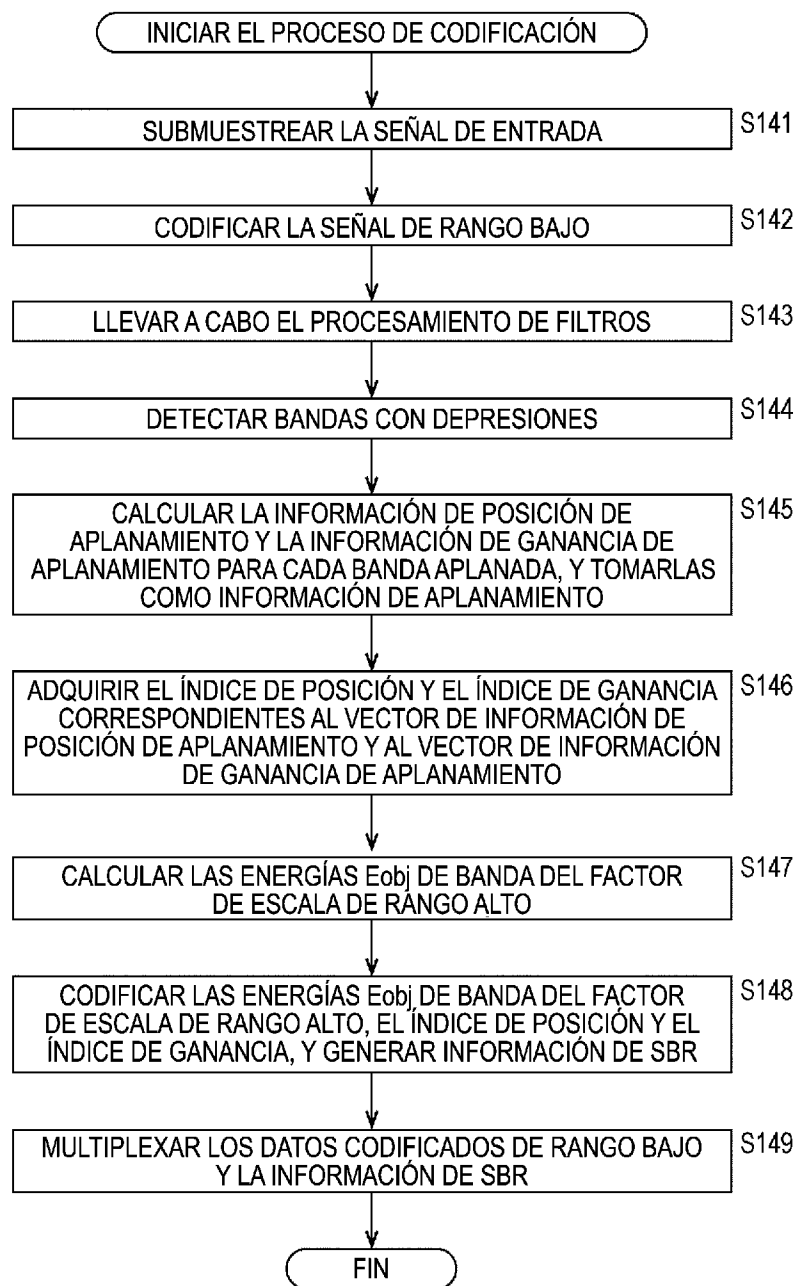 INICIAR EL PROCESO DE CODIFICACIÓN
SUBMUESTREAR LA SEÑAL DE ENTRADA
S141
CODIFICAR LA SEÑAL DE RANGO BAJO
S142
LLEVAR A CABO EL PROCESAMIENTO DE FILTROS
S143
DETECTAR BANDAS CON DEPRESIONES
S144
CALCULAR LA INFORMACIÓN DE POSICIÓN DE
APLANAMIENTO Y LA INFORMACIÓN DE GANANCIA DE
APLANAMIENTO PARA CADA BANDA APLANADA, Y TOMARLAS
COMO INFORMACIÓN DE APLANAMIENTO
S145
ADQUIRIR EL ÍNDICE DE POSICIÓN Y EL ÍNDICE DE GANANCIA
CORRESPONDIENTES AL VECTOR DE INFORMACIÓN DE
POSICIÓN DE APLANAMIENTO Y AL VECTOR DE INFORMACIÓN
DE GANANCIA DE APLANAMIENTO
S146
CALCULAR LAS ENERGÍAS Eobj DE BANDA DEL FACTOR
DE ESCALA DE RANGO ALTO
S147
CODIFICAR LAS ENERGÍAS Eobj DE BANDA DEL FACTOR
DE ESCALA DE RANGO ALTO, EL ÍNDICE DE POSICIÓN Y EL
ÍNDICE DE GANANCIA, Y GENERAR INFORMACIÓN DE SBR
S148
MULTIPLEXAR LOS DATOS CODIFICADOS DE RANGO BAJO
Y LA INFORMACIÓN DE SBR
S149
FIN